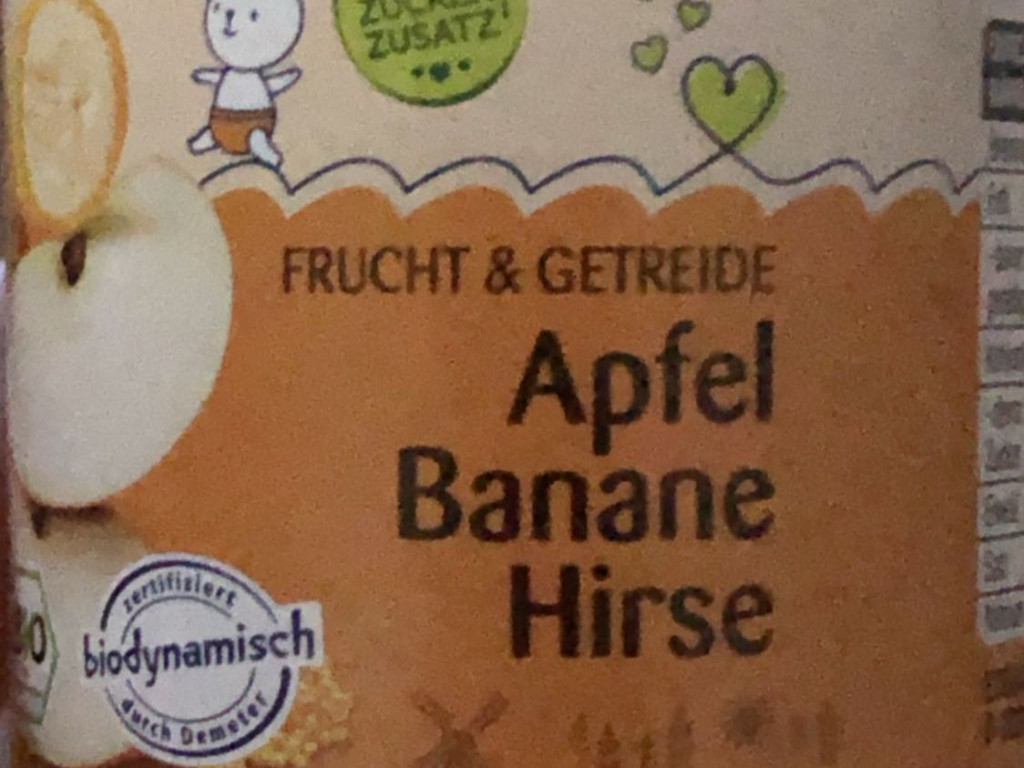 ZUSATZ
FRUCHT & GETREIDE
Apfel
Banane
Hirse
zertifiziert
biodynamisch
durch Demeter